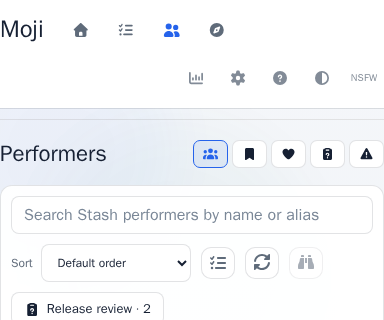 Moji
NSFW
Performers
Search Stash performers by name or alias
Sort
Default order
Release review · 2